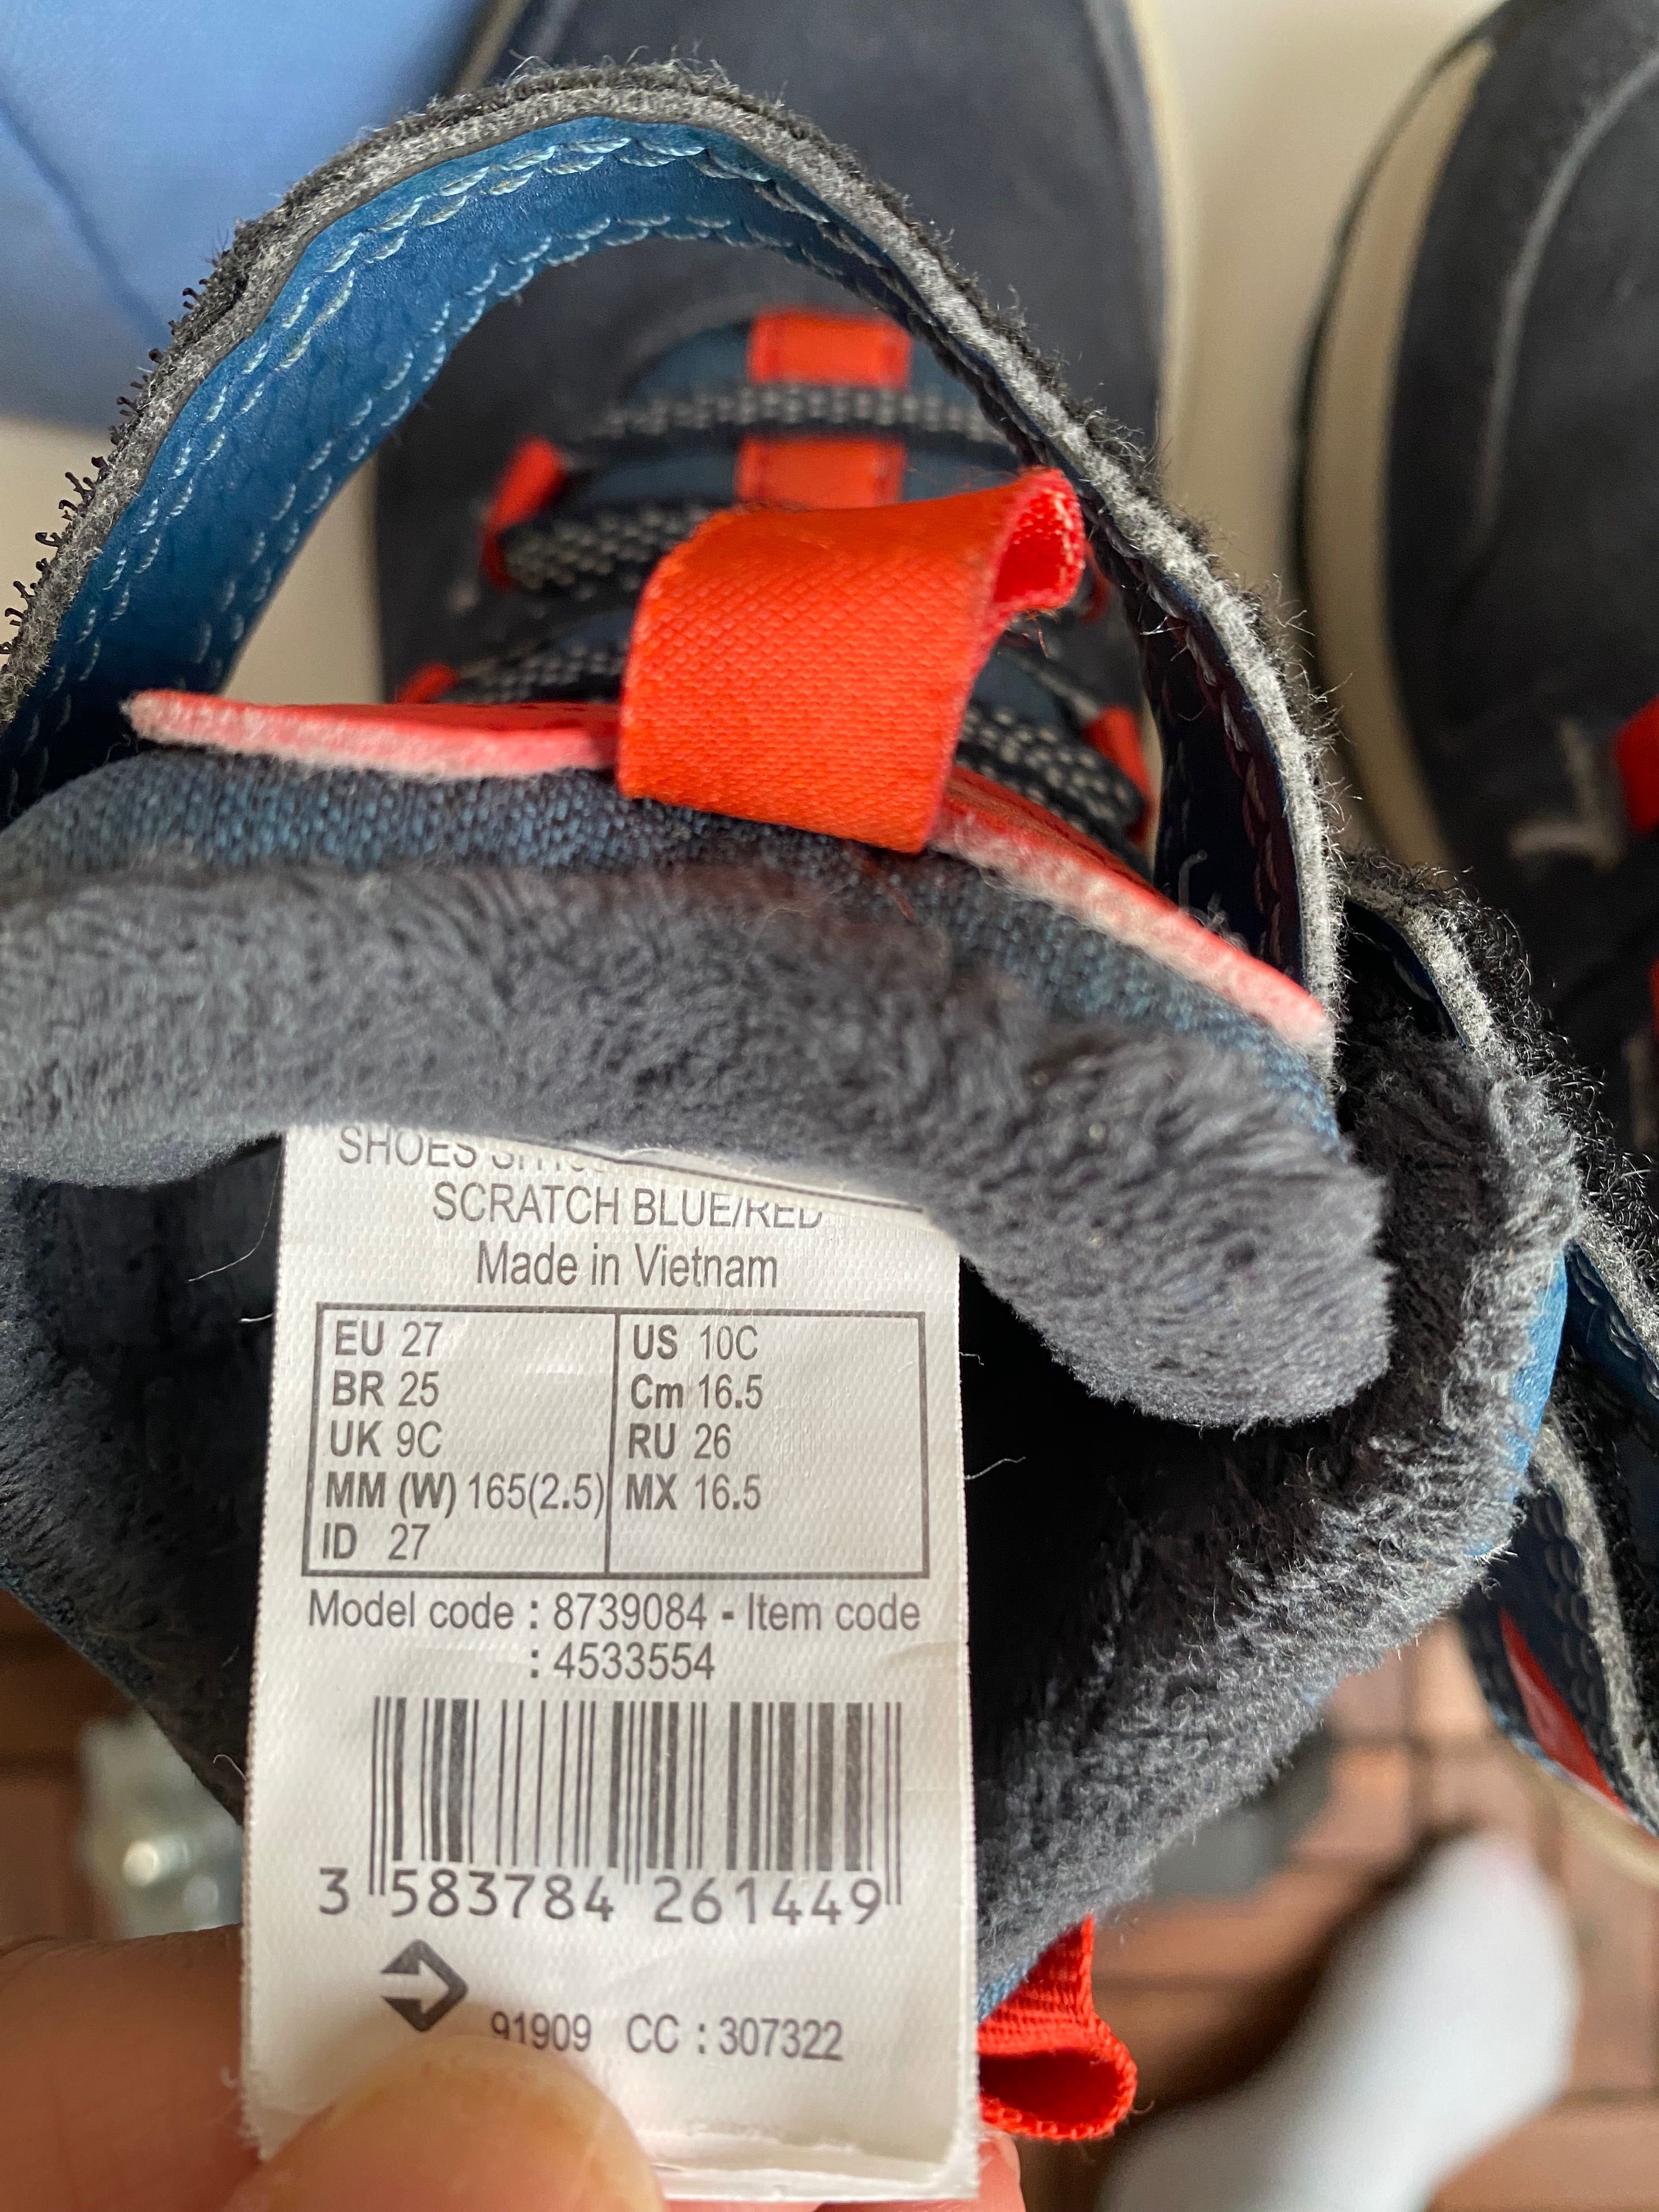 SHOES
SCRATCH BLUE/RED
Made in Vietnam
EU 27
BR 25
UK 9C
MM (W) 165(2.5)
ID 27
US 10C
Cm 16.5
RU 26
MX 16.5
Model code : 8739084 - Item code
: 4533554
3 583784 261449
91909 CC : 307322